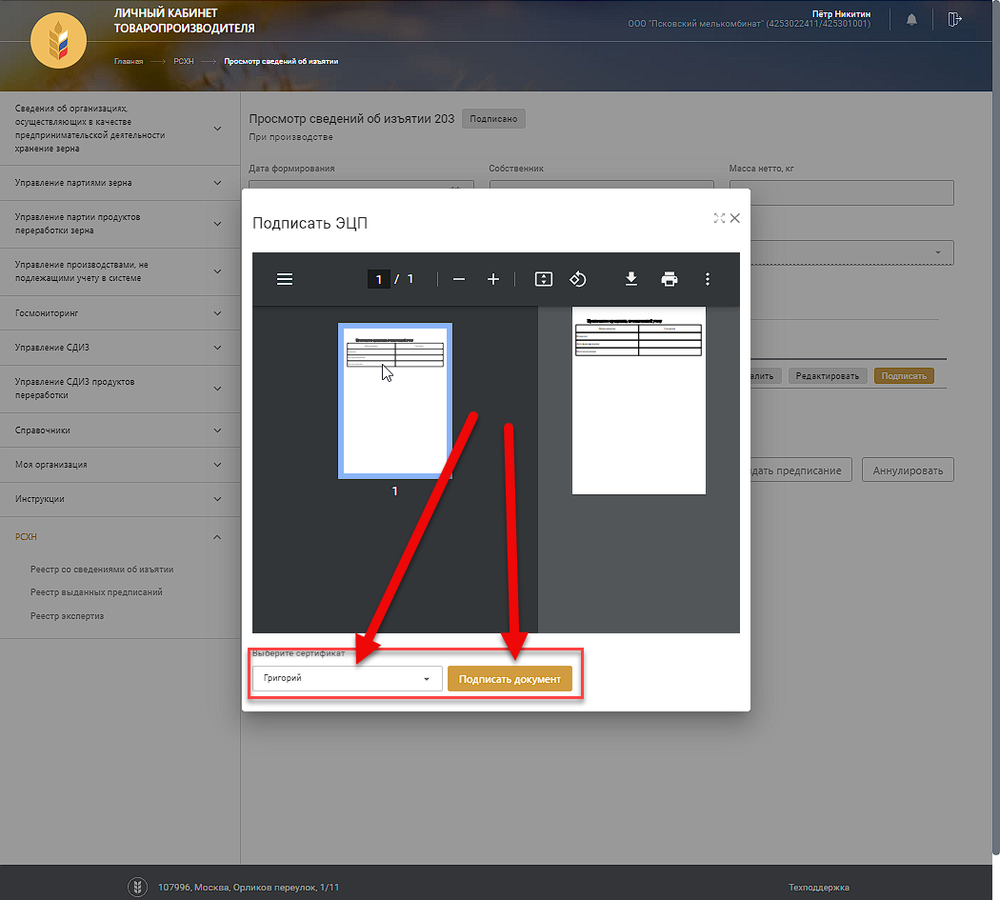 ЛИЧНЫЙ КАБИНЕТ
ТОВАРОПРОИЗВОДИТЕЛЯ
Пётр Никитин
ООО "Псковский мелькомбинат" (4253022411/425301001)
Главная
РСХН
Просмотр сведений об изъятии
Сведения об организациях,
осуществляющих в качестве
предпринимательской деятельности
хранение зерна
Управление партиями зерна
Управление партии продуктов
переработки зерна
Управление производствами, не
подлежащими учету в системе
Госмониторинг
Управление СДИЗ
Управление СДИЗ продуктов
переработки
Справочники
Моя организация
Инструкции
РСХН
Реестр со сведениями об изъятии
Реестр выданных предписаний
Реестр экспертиз
Просмотр сведений об изъятии 203
Подписано
При производстве
Дата формирования
Собственник
Масса нетто, кг
Подписать ЭЦП
1 / 1
1
алить
Редактировать
Подписать
дать предписание
Аннулировать
Выберите сертификат
Григорий
Подписать документ
107996, Москва, Орликов переулок, 1/11
Техподдержка